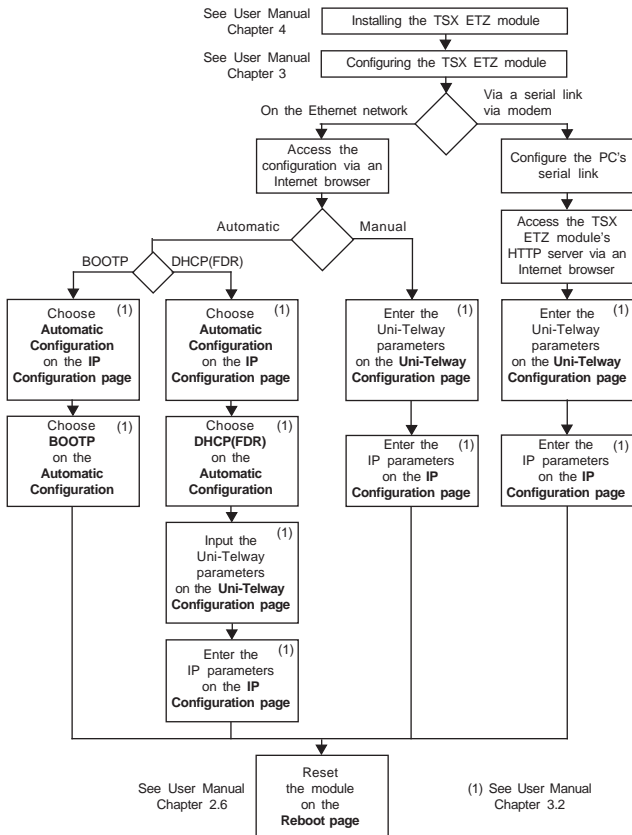 See User Manual
Chapter 4
Installing the TSX ETZ module
See User Manual
Chapter 3
Configuring the TSX ETZ module
On the Ethernet network
Via a serial link
via modem
Access the
configuration via an
Internet browser
Configure the PC's
serial link
Automatic
Manual
Access the TSX
ETZ module's
HTTP server via an
Internet browser
BOOTP
DHCP(FDR)
Choose (1)
Automatic
Configuration
on the IP
Configuration page
Choose (1)
Automatic
Configuration
on the IP
Configuration page
Enter the (1)
Uni-Telway
parameters
on the Uni-Telway
Configuration page
Enter the (1)
Uni-Telway
parameters
on the Uni-Telway
Configuration page
Choose (1)
BOOTP
on the
Automatic
Configuration
Choose (1)
DHCP(FDR)
on the
Automatic
Configuration
Enter the (1)
IP parameters
on the IP
Configuration page
Enter the (1)
IP parameters
on the IP
Configuration page
Input the (1)
Uni-Telway
parameters
on the Uni-Telway
Configuration page
Enter the (1)
IP parameters
on the IP
Configuration page
See User Manual
Chapter 2.6
Reset
the module
on the
Reboot page
(1) See User Manual
Chapter 3.2